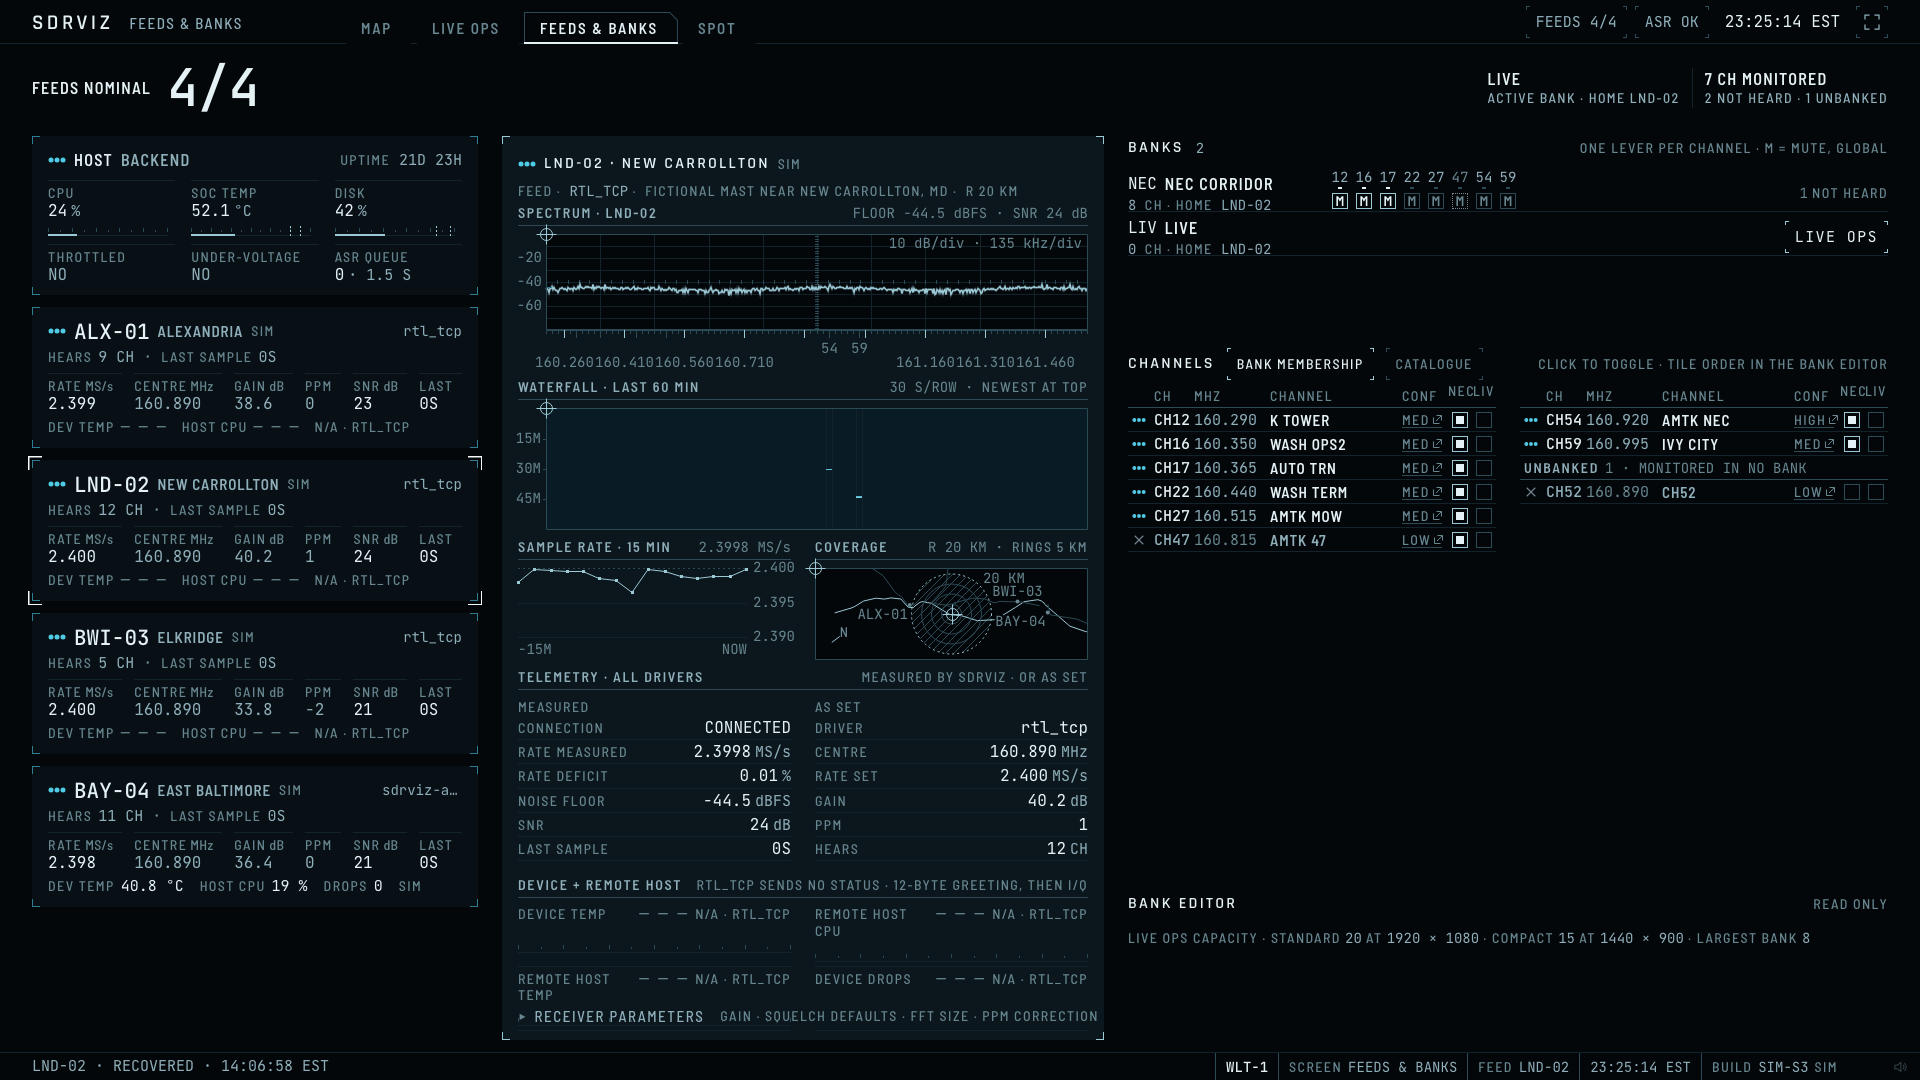 SDRVIZ FEEDS & BANKS MAP LIVE OPS FEEDS & BANKS SPOT FEEDS 4/4 ASR OK 23:25:14 EST
FEEDS NOMINAL 4/4
LIVE
ACTIVE BANK · HOME LND-02
7 CH MONITORED
2 NOT HEARD · 1 UNBANKED
HOST BACKEND UPTIME 21D 23H
CPU SOC TEMP DISK
24 % 52.1 °C 42 %
THROTTLED UNDER-VOLTAGE ASR QUEUE
NO NO 0 · 1.5 S
ALX-01 ALEXANDRIA SIM rtl_tcp
HEARS 9 CH · LAST SAMPLE 0S
RATE MS/s CENTRE MHz GAIN dB PPM SNR dB LAST
2.399 160.890 38.6 0 23 0S
DEV TEMP — — — HOST CPU — — — N/A · RTL_TCP
LND-02 NEW CARROLLTON SIM rtl_tcp
HEARS 12 CH · LAST SAMPLE 0S
RATE MS/s CENTRE MHz GAIN dB PPM SNR dB LAST
2.400 160.890 40.2 1 24 0S
DEV TEMP — — — HOST CPU — — — N/A · RTL_TCP
BWI-03 ELKRIDGE SIM rtl_tcp
HEARS 5 CH · LAST SAMPLE 0S
RATE MS/s CENTRE MHz GAIN dB PPM SNR dB LAST
2.400 160.890 33.8 -2 21 0S
DEV TEMP — — — HOST CPU — — — N/A · RTL_TCP
BAY-04 EAST BALTIMORE SIM sdrviz-a…
HEARS 11 CH · LAST SAMPLE 0S
RATE MS/s CENTRE MHz GAIN dB PPM SNR dB LAST
2.398 160.890 36.4 0 21 0S
DEV TEMP 40.8 °C HOST CPU 19 % DROPS 0 SIM
LND-02 · NEW CARROLLTON SIM
FEED · RTL_TCP · FICTIONAL MAST NEAR NEW CARROLLTON, MD · R 20 KM
SPECTRUM · LND-02 FLOOR -44.5 dBFS · SNR 24 dB
10 dB/div · 135 kHz/div
-20
-40
-60
54 59
160.260 160.410 160.560 160.710 161.160 161.310 161.460
WATERFALL · LAST 60 MIN 30 S/ROW · NEWEST AT TOP
15M
30M
45M
SAMPLE RATE · 15 MIN 2.3998 MS/s
2.400
2.395
2.390
-15M NOW
COVERAGE R 20 KM · RINGS 5 KM
20 KM
BWI-03
ALX-01
BAY-04
N
TELEMETRY · ALL DRIVERS MEASURED BY SDRVIZ · OR AS SET
MEASURED AS SET
CONNECTION CONNECTED DRIVER rtl_tcp
RATE MEASURED 2.3998 MS/s CENTRE 160.890 MHz
RATE DEFICIT 0.01 % RATE SET 2.400 MS/s
NOISE FLOOR -44.5 dBFS GAIN 40.2 dB
SNR 24 dB PPM 1
LAST SAMPLE 0S HEARS 12 CH
DEVICE + REMOTE HOST RTL_TCP SENDS NO STATUS · 12-BYTE GREETING, THEN I/Q
DEVICE TEMP — — — N/A · RTL_TCP REMOTE HOST CPU — — — N/A · RTL_TCP
REMOTE HOST TEMP — — — N/A · RTL_TCP DEVICE DROPS — — — N/A · RTL_TCP
▸ RECEIVER PARAMETERS GAIN · SQUELCH DEFAULTS · FFT SIZE · PPM CORRECTION
BANKS 2 ONE LEVER PER CHANNEL · M = MUTE, GLOBAL
NEC NEC CORRIDOR 12 16 17 22 27 47 54 59
8 CH · HOME LND-02 M M M M M M M M 1 NOT HEARD
LIV LIVE
0 CH · HOME LND-02 LIVE OPS
CHANNELS BANK MEMBERSHIP CATALOGUE CLICK TO TOGGLE · TILE ORDER IN THE BANK EDITOR
CH MHZ CHANNEL CONF NEC LIV
CH12 160.290 K TOWER MED
CH16 160.350 WASH OPS2 MED
CH17 160.365 AUTO TRN MED
CH22 160.440 WASH TERM MED
CH27 160.515 AMTK MOW MED
CH47 160.815 AMTK 47 LOW
CH MHZ CHANNEL CONF NEC LIV
CH54 160.920 AMTK NEC HIGH
CH59 160.995 IVY CITY MED
UNBANKED 1 · MONITORED IN NO BANK
CH52 160.890 CH52 LOW
BANK EDITOR READ ONLY
LIVE OPS CAPACITY · STANDARD 20 AT 1920 × 1080 · COMPACT 15 AT 1440 × 900 · LARGEST BANK 8
LND-02 · RECOVERED · 14:06:58 EST WLT-1 SCREEN FEEDS & BANKS FEED LND-02 23:25:14 EST BUILD SIM-S3 SIM